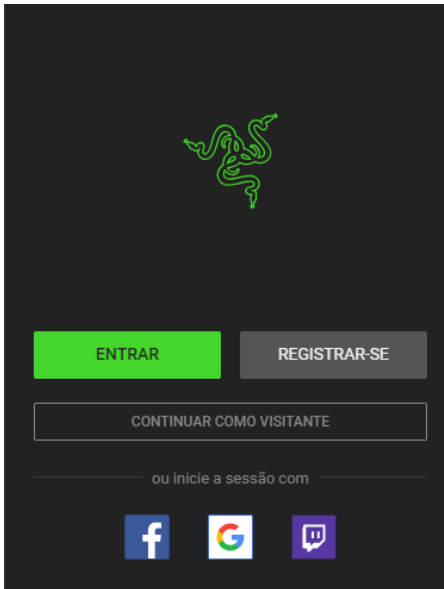 ENTRAR
REGISTRAR-SE
CONTINUAR COMO VISITANTE
ou inicie a sessão com